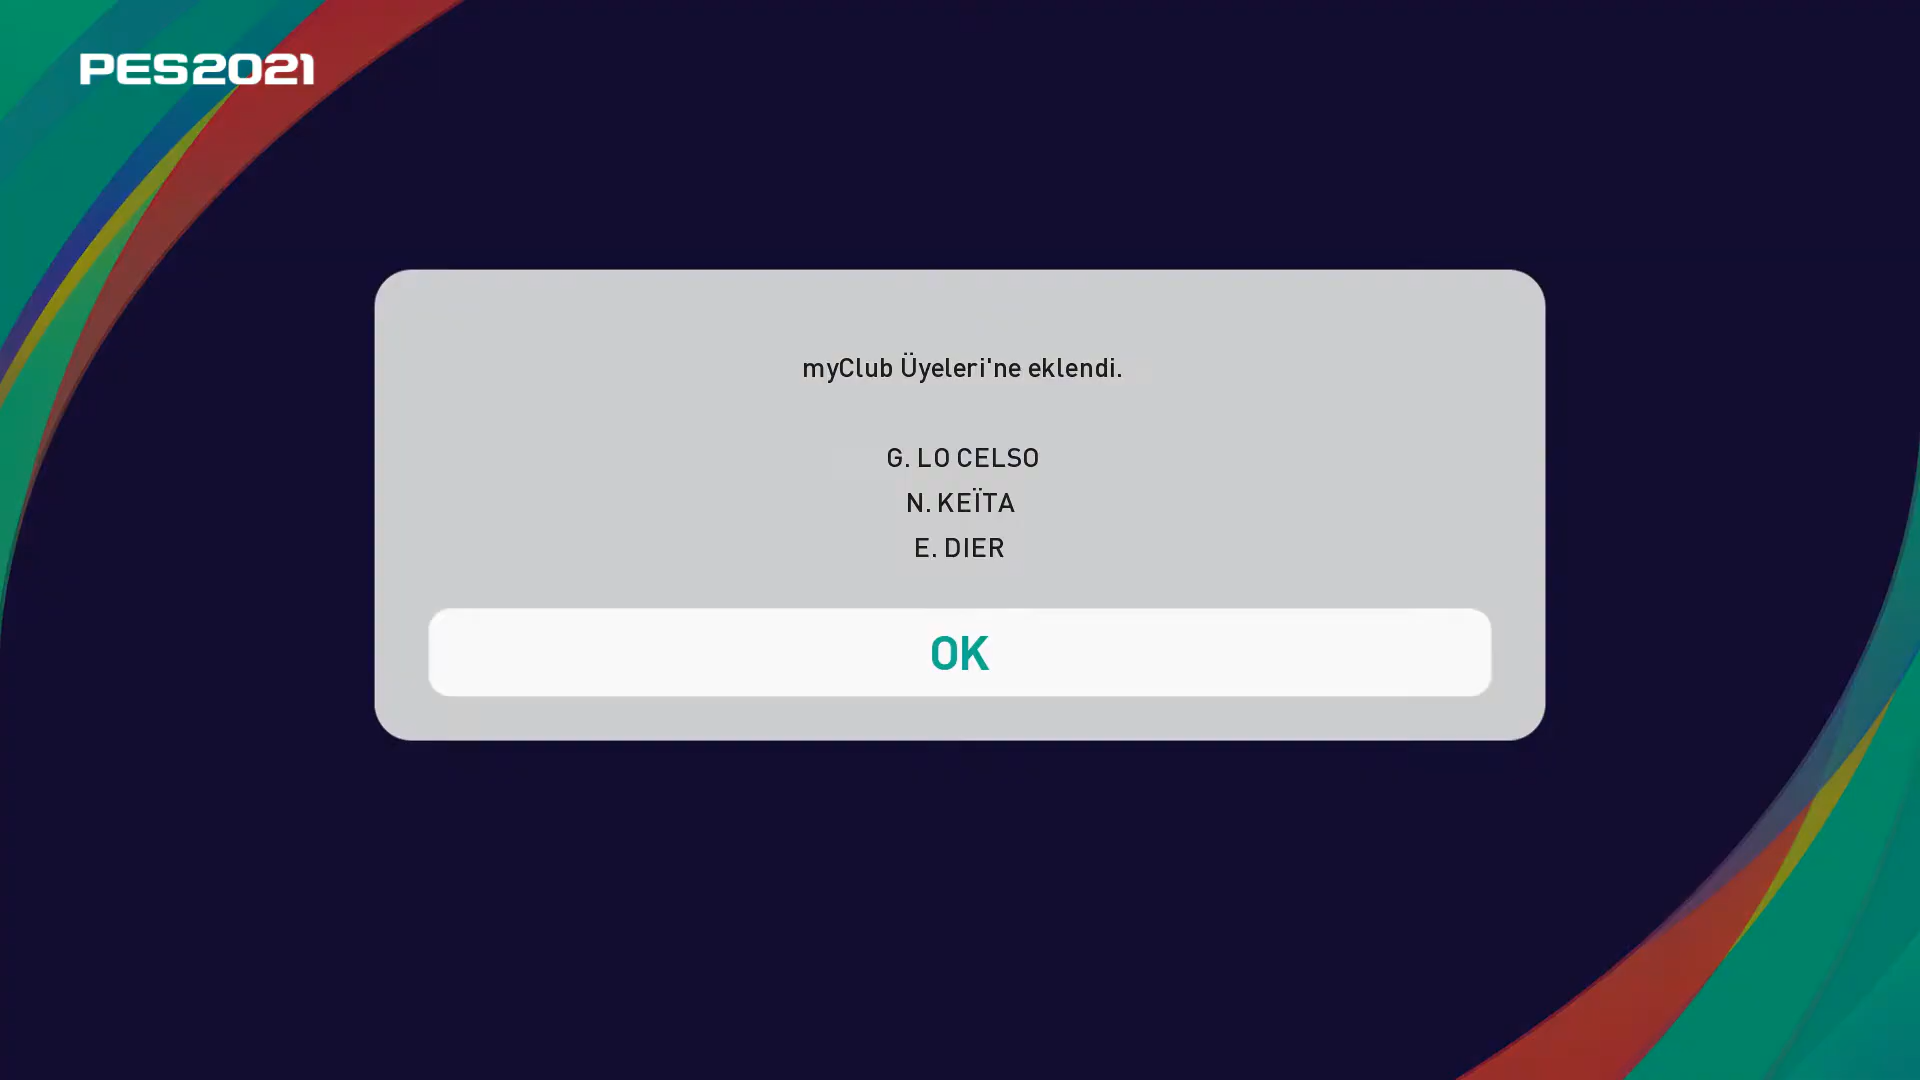 PES2021
myClub Üyeleri'ne eklendi.
G. LO CELSO
N. KEÏTA
E. DIER
OK